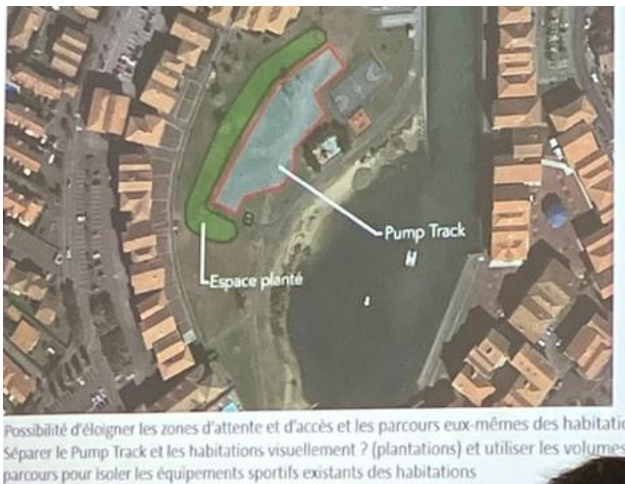 Pump Track
Espace planté
Possibilité d'éloigner les zones d'attente et d'accès et les parcours eux-mêmes des habitatio
Séparer le Pump Track et les habitations visuellement ? (plantations) et utiliser les volumes
parcours pour isoler les équipements sportifs existants des habitations